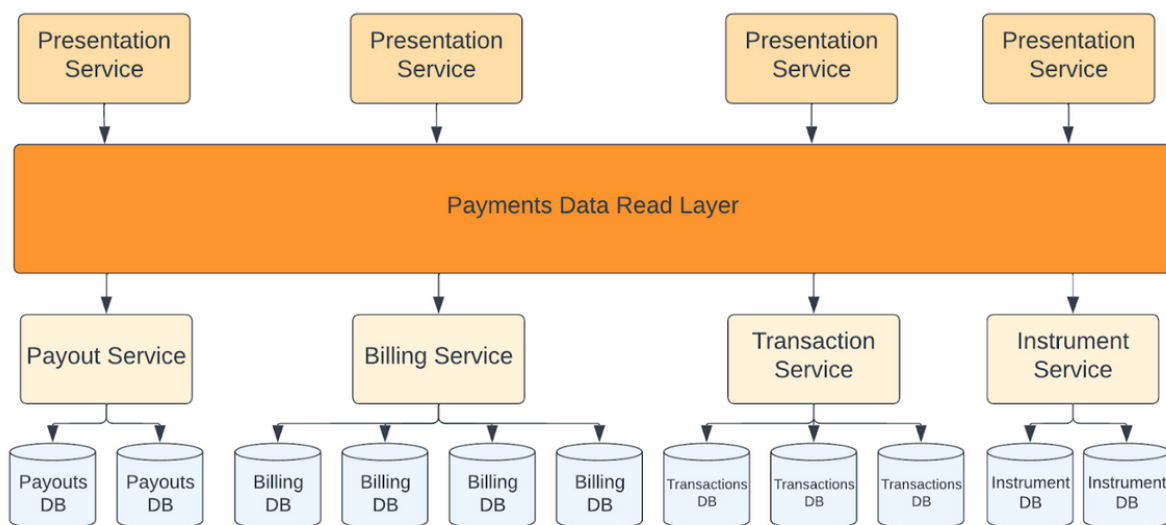 Presentation
Service
Presentation
Service
Presentation
Service
Presentation
Service
Payments Data Read Layer
Payout Service
Billing Service
Transaction
Service
Instrument
Service
Payouts
DB
Payouts
DB
Billing
DB
Billing
DB
Billing
DB
Billing
DB
Transactions
DB
Transactions
DB
Transactions
DB
Instrument
DB
Instrument
DB